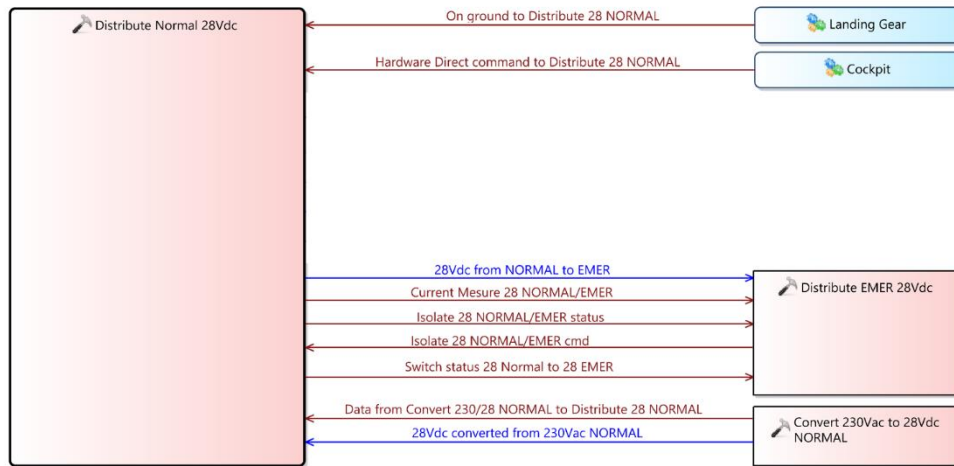 Distribute Normal 28Vdc
On ground to Distribute 28 NORMAL
Landing Gear
Hardware Direct command to Distribute 28 NORMAL
Cockpit
28Vdc from NORMAL to EMER
Current Mesure 28 NORMAL/EMER
Isolate 28 NORMAL/EMER status
Isolate 28 NORMAL/EMER cmd
Switch status 28 Normal to 28 EMER
Distribute EMER 28Vdc
Data from Convert 230/28 NORMAL to Distribute 28 NORMAL
28Vdc converted from 230Vac NORMAL
Convert 230Vac to 28Vdc
NORMAL